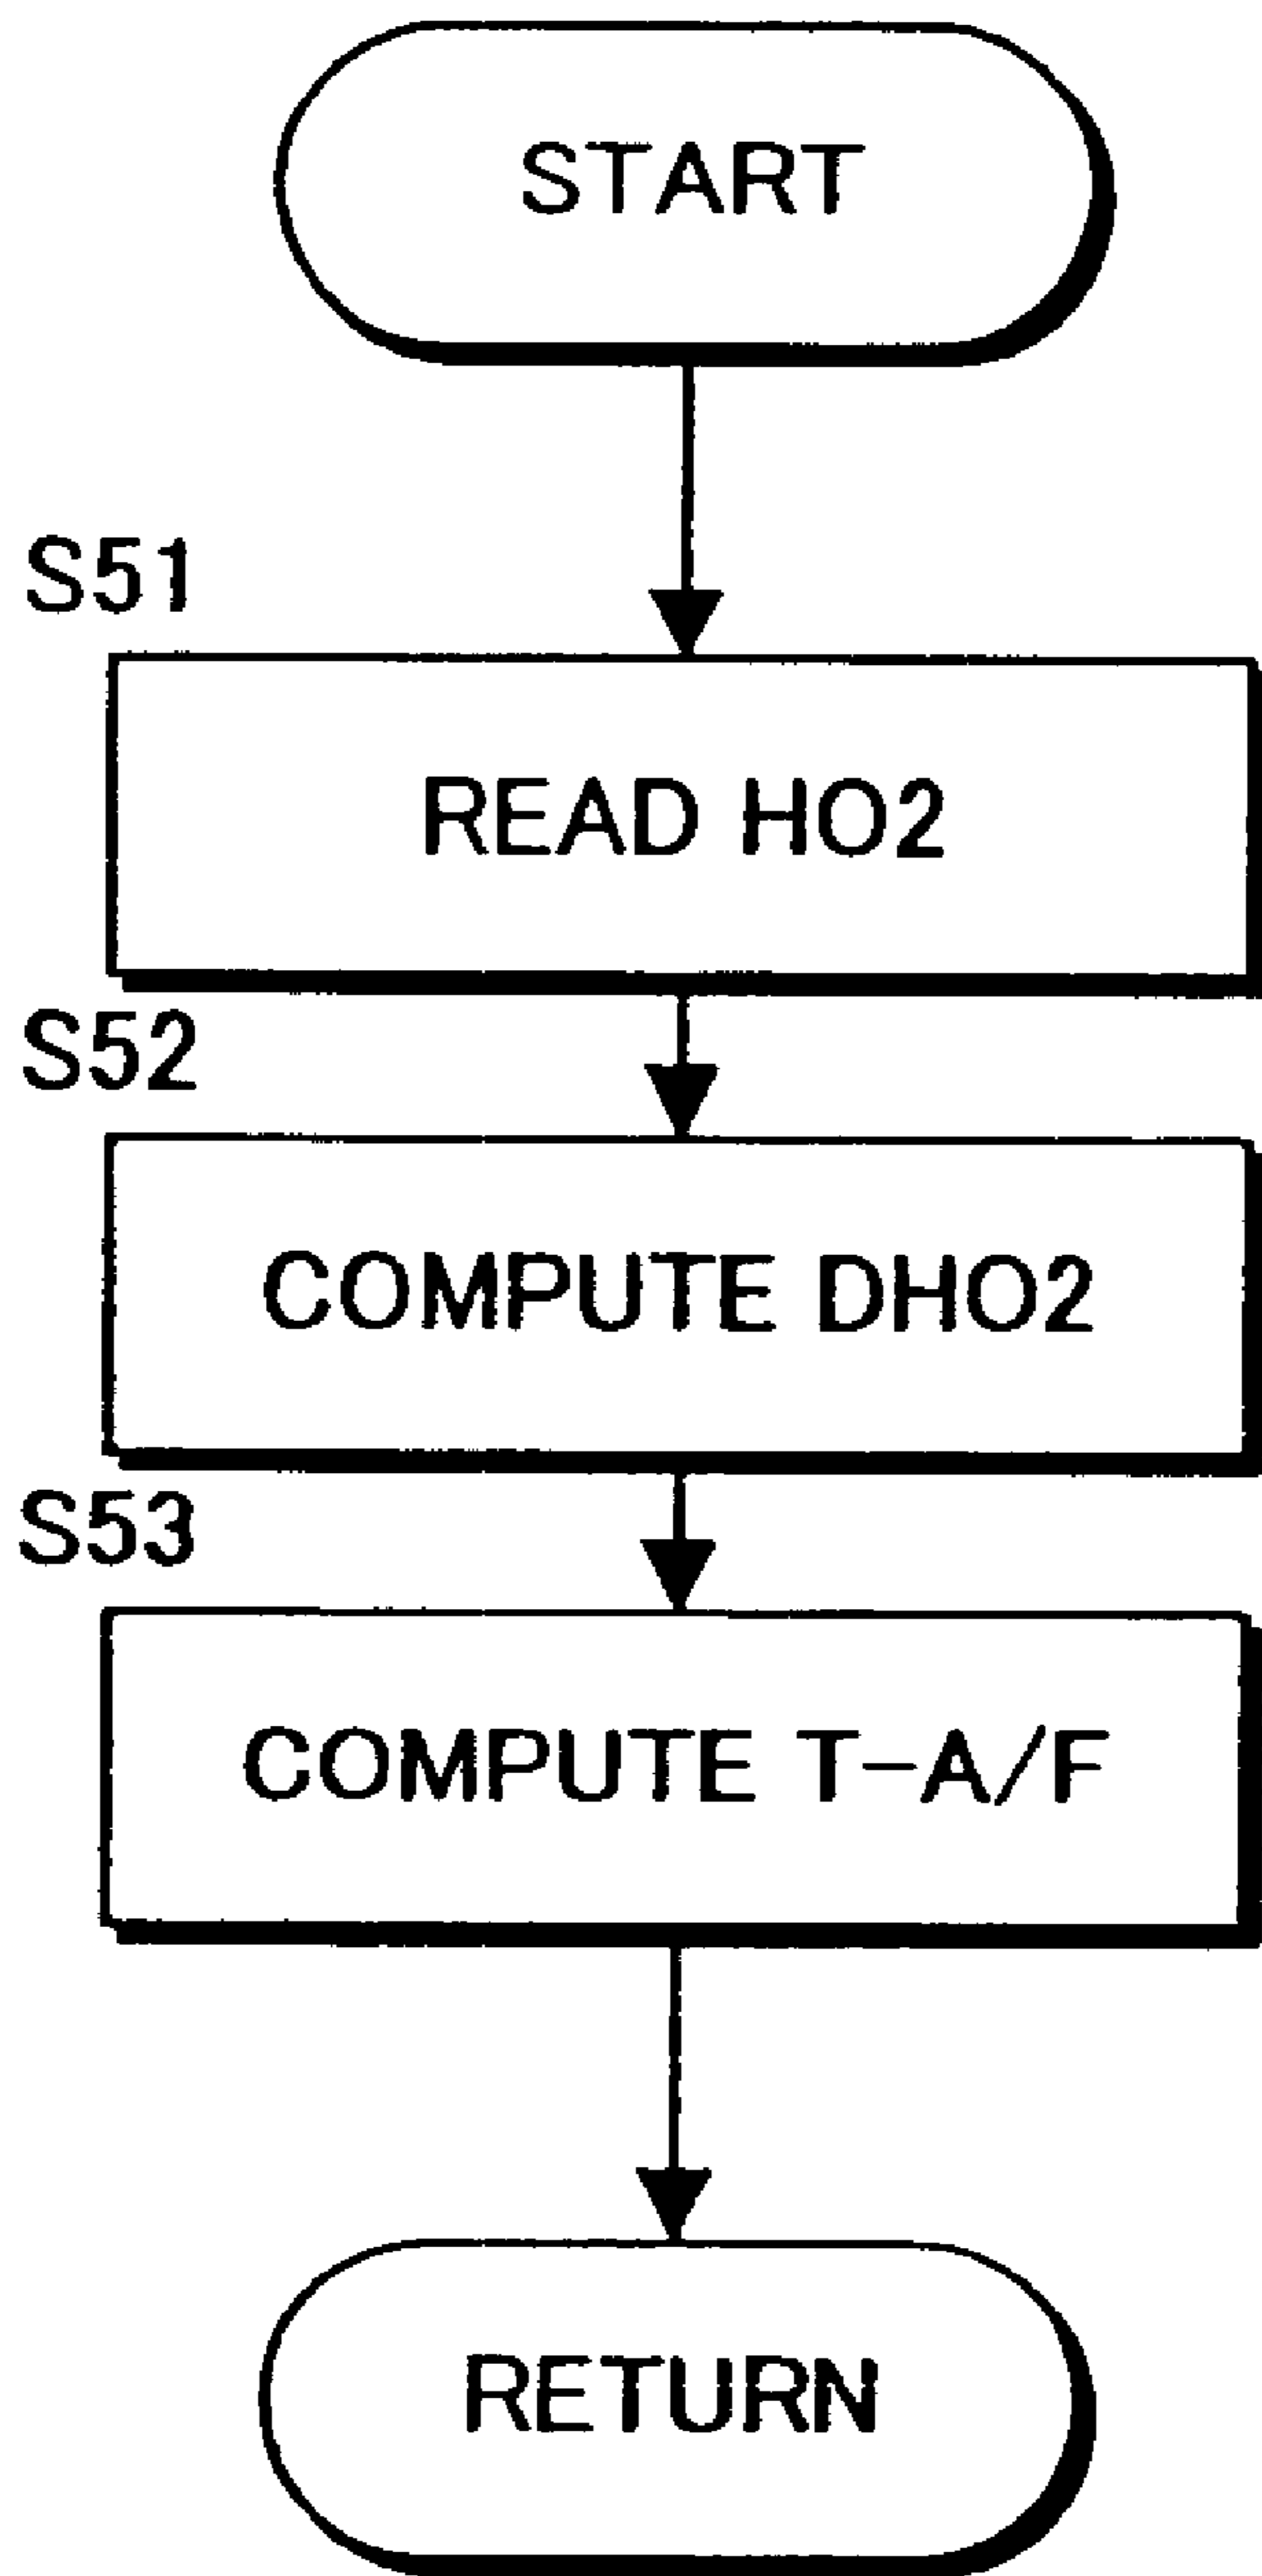 START
S51
READ HO2
S52
COMPUTE DHO2
S53
COMPUTE T-A/F
RETURN